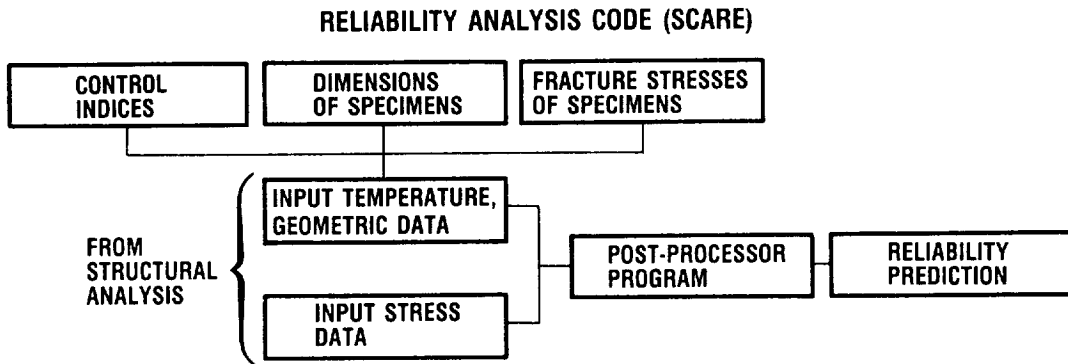 RELIABILITY ANALYSIS CODE (SCARE)
CONTROL
INDICES
DIMENSIONS
OF SPECIMENS
FRACTURE STRESSES
OF SPECIMENS
FROM
STRUCTURAL
ANALYSIS
INPUT TEMPERATURE,
GEOMETRIC DATA
INPUT STRESS
DATA
POST-PROCESSOR
PROGRAM
RELIABILITY
PREDICTION